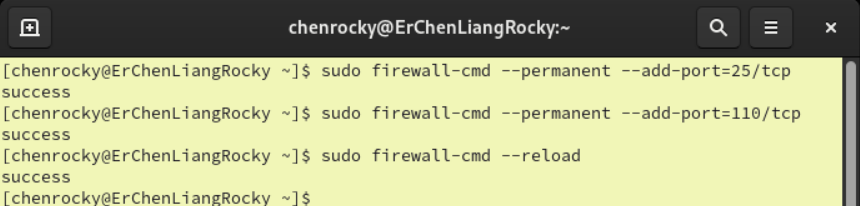 chenrocky@ErChenLiangRocky:~
[chenrocky@ErChenLiangRocky ~]$ sudo firewall-cmd --permanent --add-port=25/tcp
success
[chenrocky@ErChenLiangRocky ~]$ sudo firewall-cmd --permanent --add-port=110/tcp
success
[chenrocky@ErChenLiangRocky ~]$ sudo firewall-cmd --reload
success
[chenrocky@ErChenLiangRocky ~]$